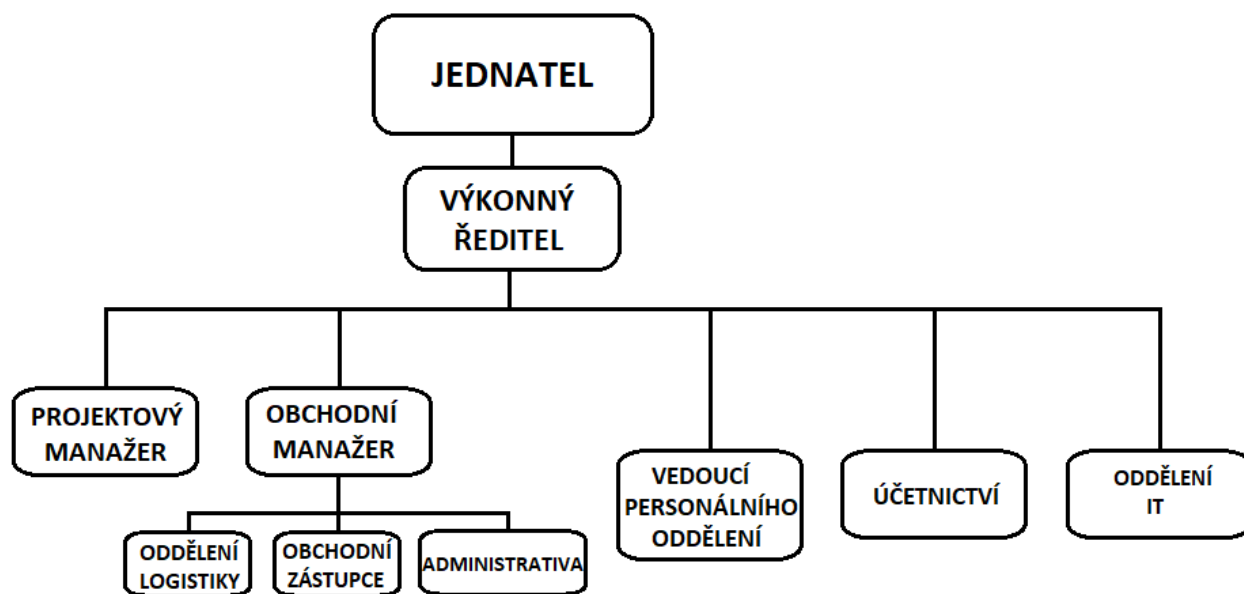 JEDNATEL
VÝKONNÝ
ŘEDITEL
PROJEKTOVÝ
MANAŽER
OBCHODNÍ
MANAŽER
VEDOUCÍ
PERSONÁLNÍHO
ODDĚLENÍ
ÚČETNICTVÍ
ODDĚLENÍ
IT
ODDĚLENÍ
LOGISTIKY
OBCHODNÍ
ZÁSTUPCE
ADMINISTRATIVA